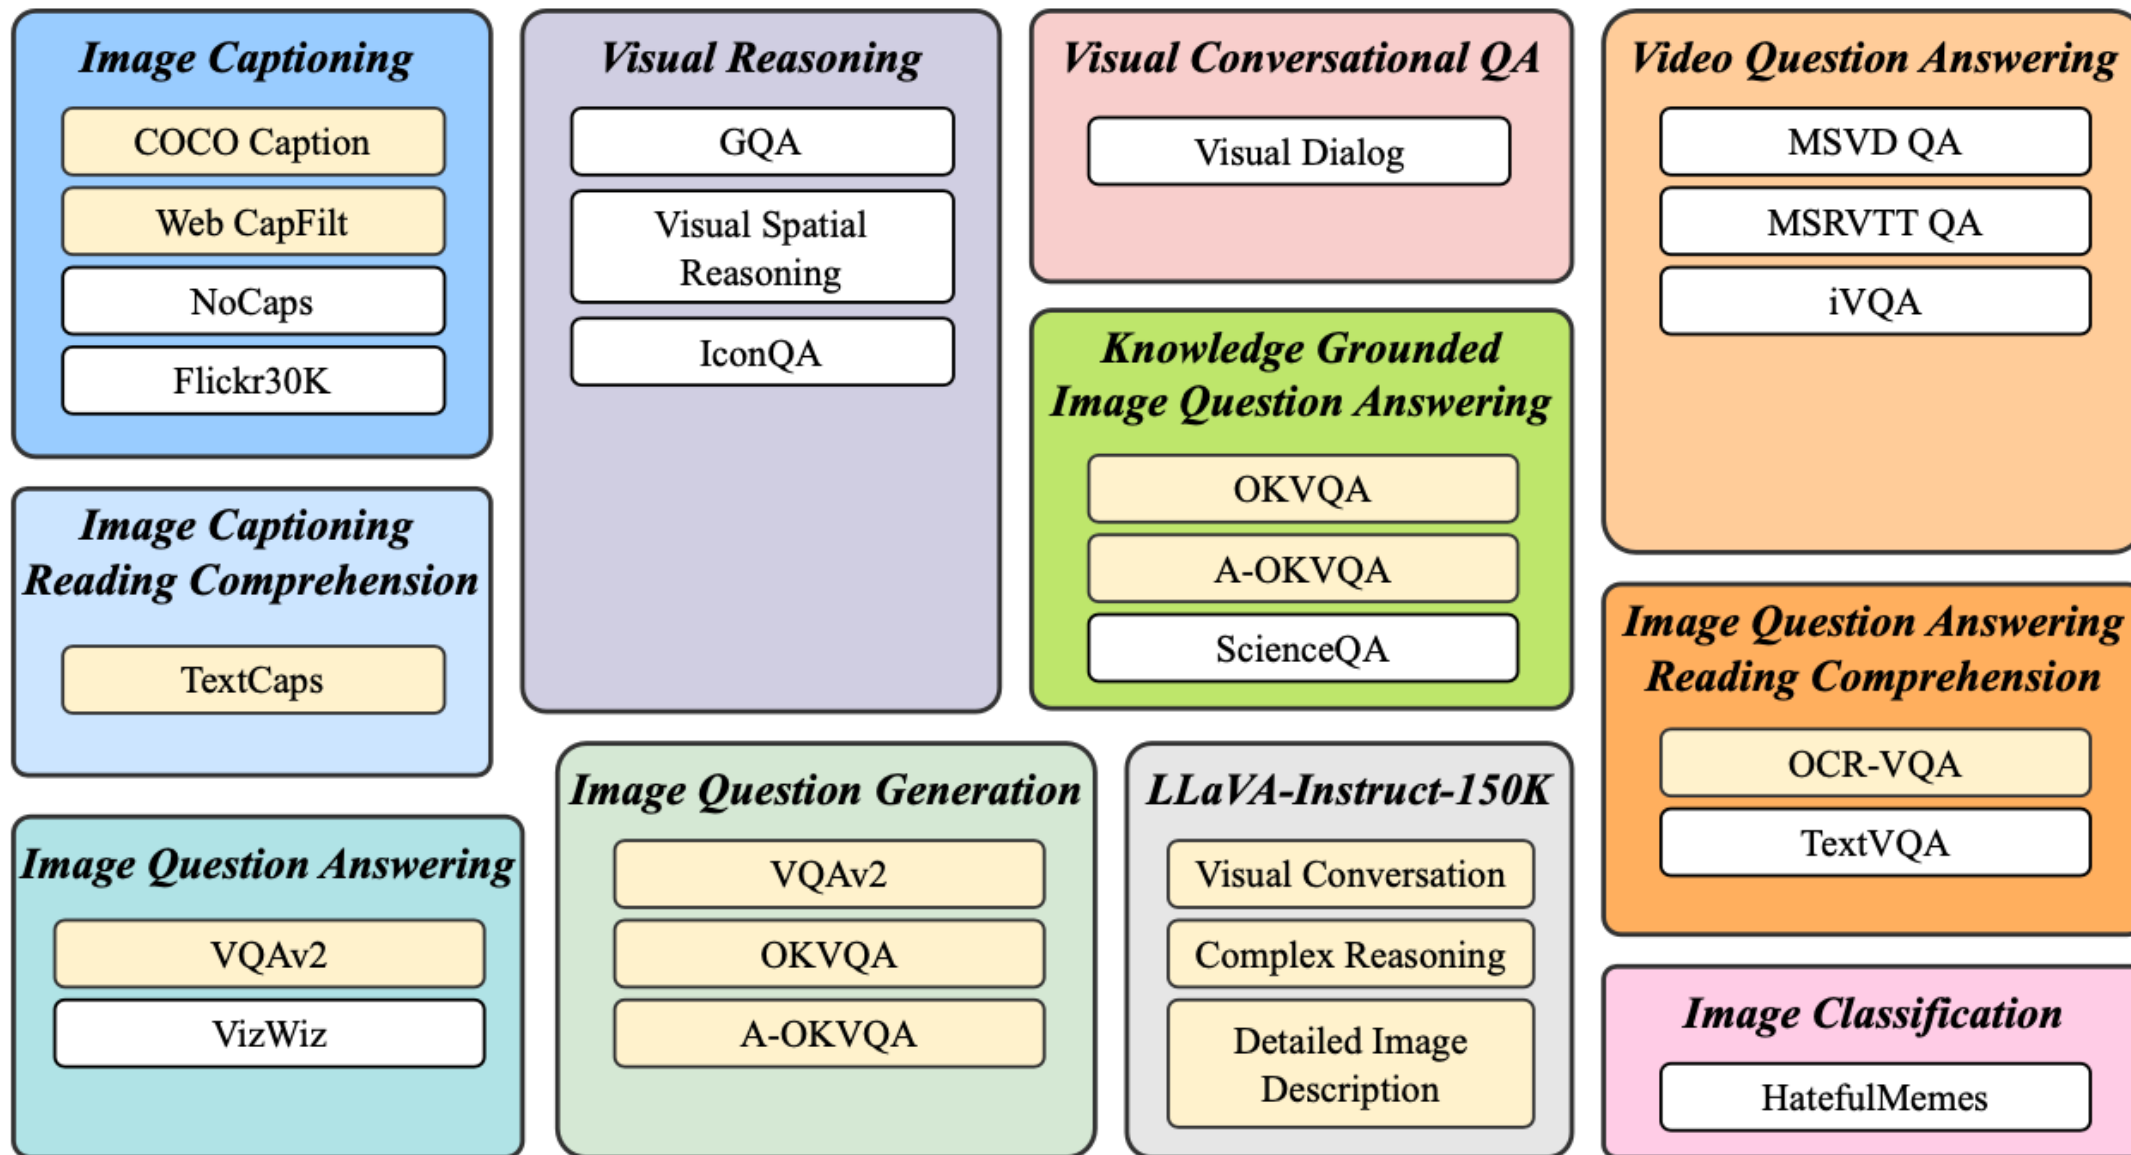 Image Captioning
COCO Caption
Web CapFilt
NoCaps
Flickr30K
Image Captioning
Reading Comprehension
TextCaps
Image Question Answering
VQAv2
VizWiz
Visual Reasoning
GQA
Visual Spatial
Reasoning
IconQA
Image Question Generation
VQAv2
OKVQA
A-OKVQA
Visual Conversational QA
Visual Dialog
Knowledge Grounded
Image Question Answering
OKVQA
A-OKVQA
ScienceQA
LLaVA-Instruct-150K
Visual Conversation
Complex Reasoning
Detailed Image
Description
Video Question Answering
MSVD QA
MSRVTT QA
iVQA
Image Question Answering
Reading Comprehension
OCR-VQA
TextVQA
Image Classification
HatefulMemes